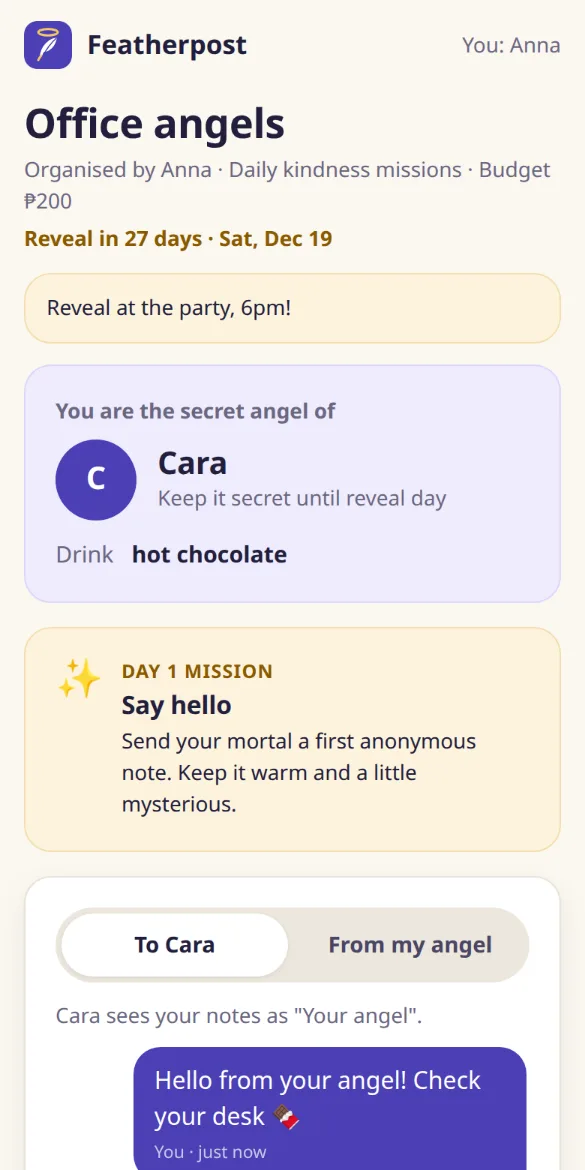 Featherpost
You: Anna
Office angels
Organised by Anna · Daily kindness missions · Budget
₱200
Reveal in 27 days · Sat, Dec 19
Reveal at the party, 6pm!
You are the secret angel of
C
Cara
Keep it secret until reveal day
Drink hot chocolate
DAY 1 MISSION
Say hello
Send your mortal a first anonymous
note. Keep it warm and a little
mysterious.
To Cara
From my angel
Cara sees your notes as "Your angel".
Hello from your angel! Check
your desk 🍫
You · just now